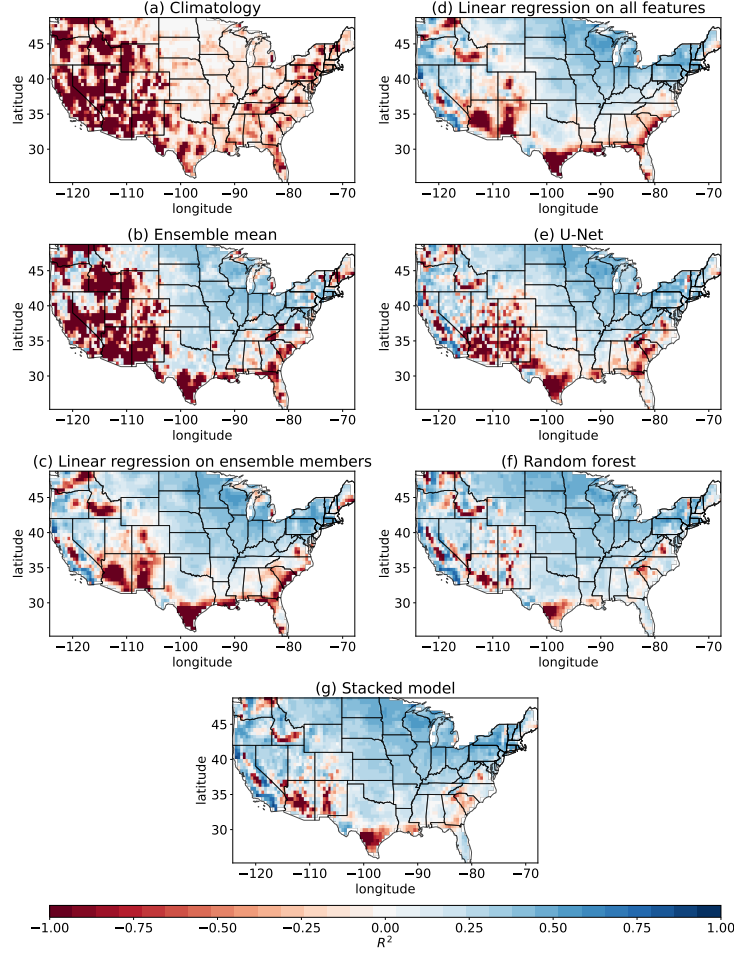 (a) Climatology
latitude
45
40
35
30
−120 −110 −100 −90 −80 −70
longitude
(d) Linear regression on all features
latitude
45
40
35
30
−120 −110 −100 −90 −80 −70
longitude
(b) Ensemble mean
latitude
45
40
35
30
−120 −110 −100 −90 −80 −70
longitude
(e) U-Net
latitude
45
40
35
30
−120 −110 −100 −90 −80 −70
longitude
(c) Linear regression on ensemble members
latitude
45
40
35
30
−120 −110 −100 −90 −80 −70
longitude
(f) Random forest
latitude
45
40
35
30
−120 −110 −100 −90 −80 −70
longitude
(g) Stacked model
latitude
45
40
35
30
−120 −110 −100 −90 −80 −70
longitude
−1.00 −0.75 −0.50 −0.25 0.00 0.25 0.50 0.75 1.00
R²